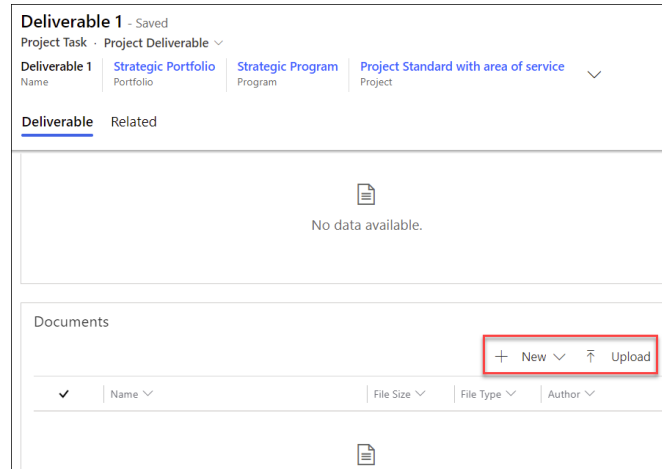 Deliverable 1 - Saved
Project Task · Project Deliverable
Deliverable 1 Strategic Portfolio Strategic Program Project Standard with area of service
Name Portfolio Program Project
Deliverable Related
No data available.
Documents
New Upload
Name File Size File Type Author